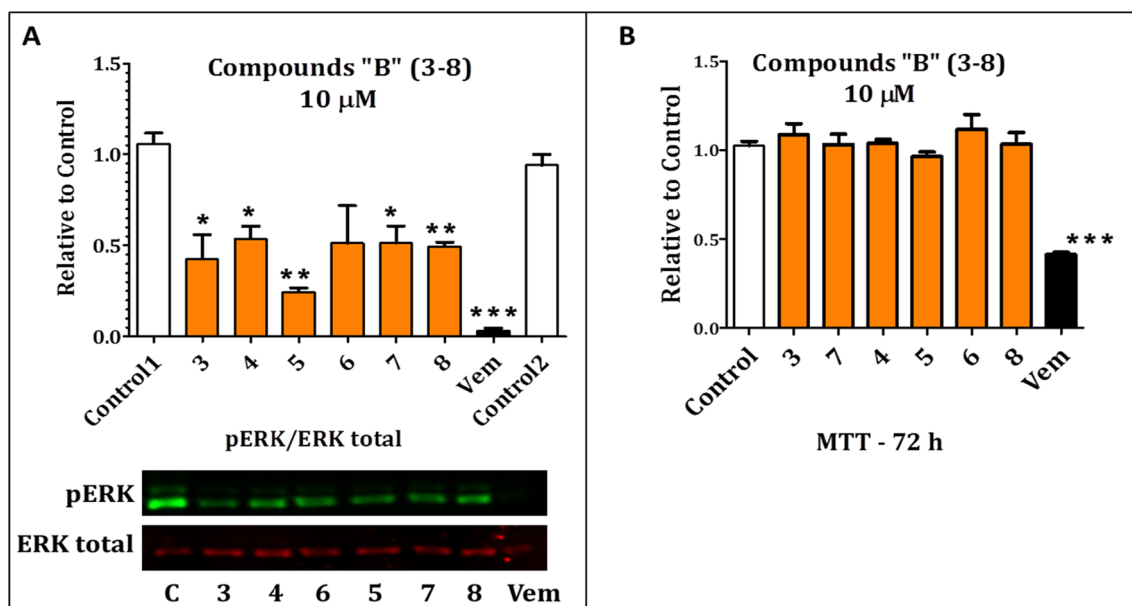 A
Compounds "B" (3-8)
10 µM
Relative to Control
1.5
1.0
0.5
0.0
*
*
**
*
**
***
Control1
3
4
5
6
7
8
Vem
Control2
pERK/ERK total
pERK
ERK total
C 3 4 6 5 7 8 Vem
B
Compounds "B" (3-8)
10 µM
Relative to Control
1.5
1.0
0.5
0.0
***
Control
3
7
4
5
6
8
Vem
MTT - 72 h